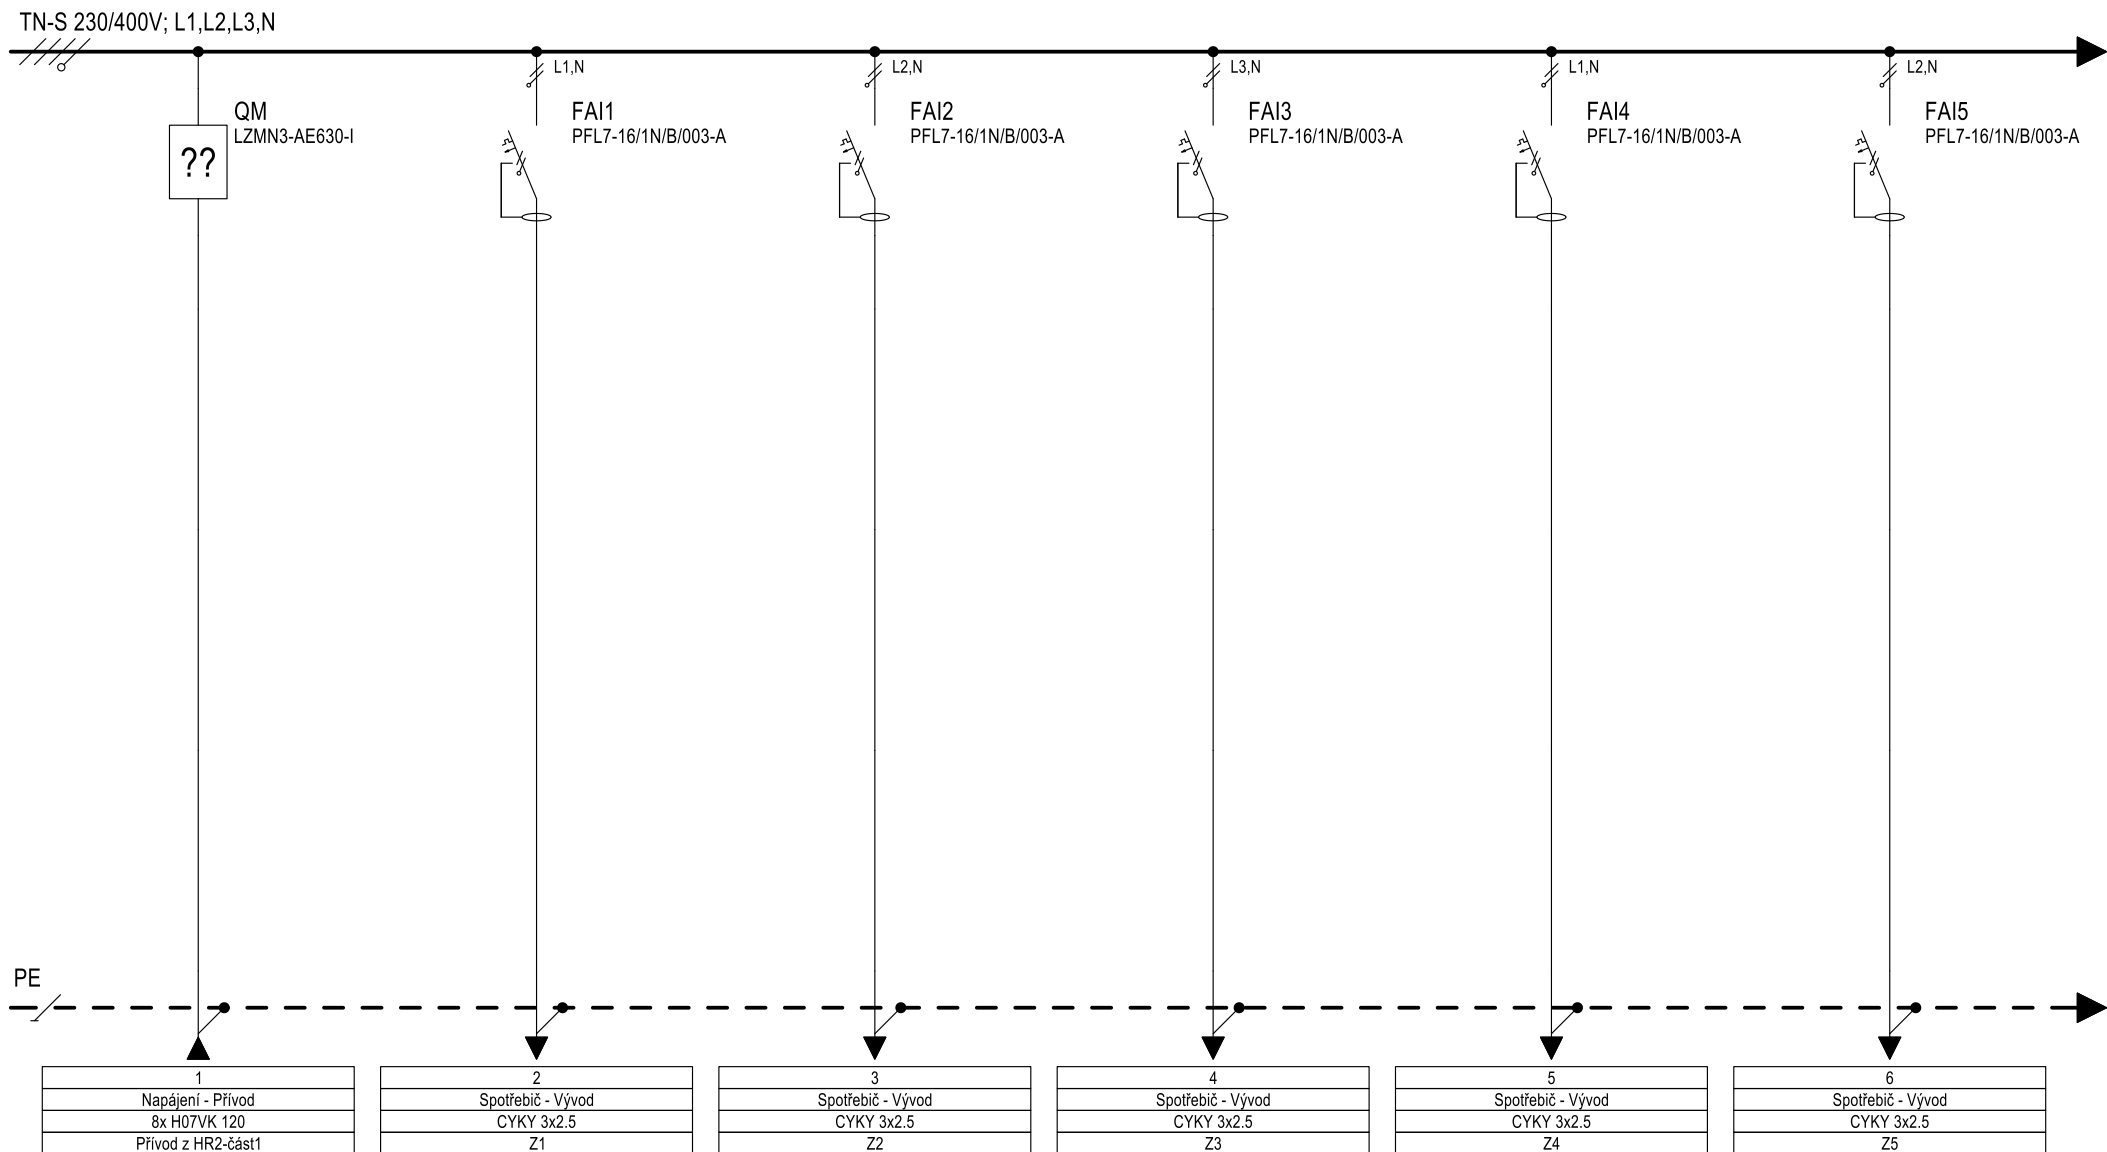 TN-S 230/400V; L1,L2,L3,N
L1,N
L2,N
L3,N
L1,N
L2,N
QM
LZMN3-AE630-I
??
FAI1
PFL7-16/1N/B/003-A
FAI2
PFL7-16/1N/B/003-A
FAI3
PFL7-16/1N/B/003-A
FAI4
PFL7-16/1N/B/003-A
FAI5
PFL7-16/1N/B/003-A
PE
1
Napájení - Přívod
8x H07VK 120
Přívod z HR2-část1
2
Spotřebič - Vývod
CYKY 3x2.5
Z1
3
Spotřebič - Vývod
CYKY 3x2.5
Z2
4
Spotřebič - Vývod
CYKY 3x2.5
Z3
5
Spotřebič - Vývod
CYKY 3x2.5
Z4
6
Spotřebič - Vývod
CYKY 3x2.5
Z5